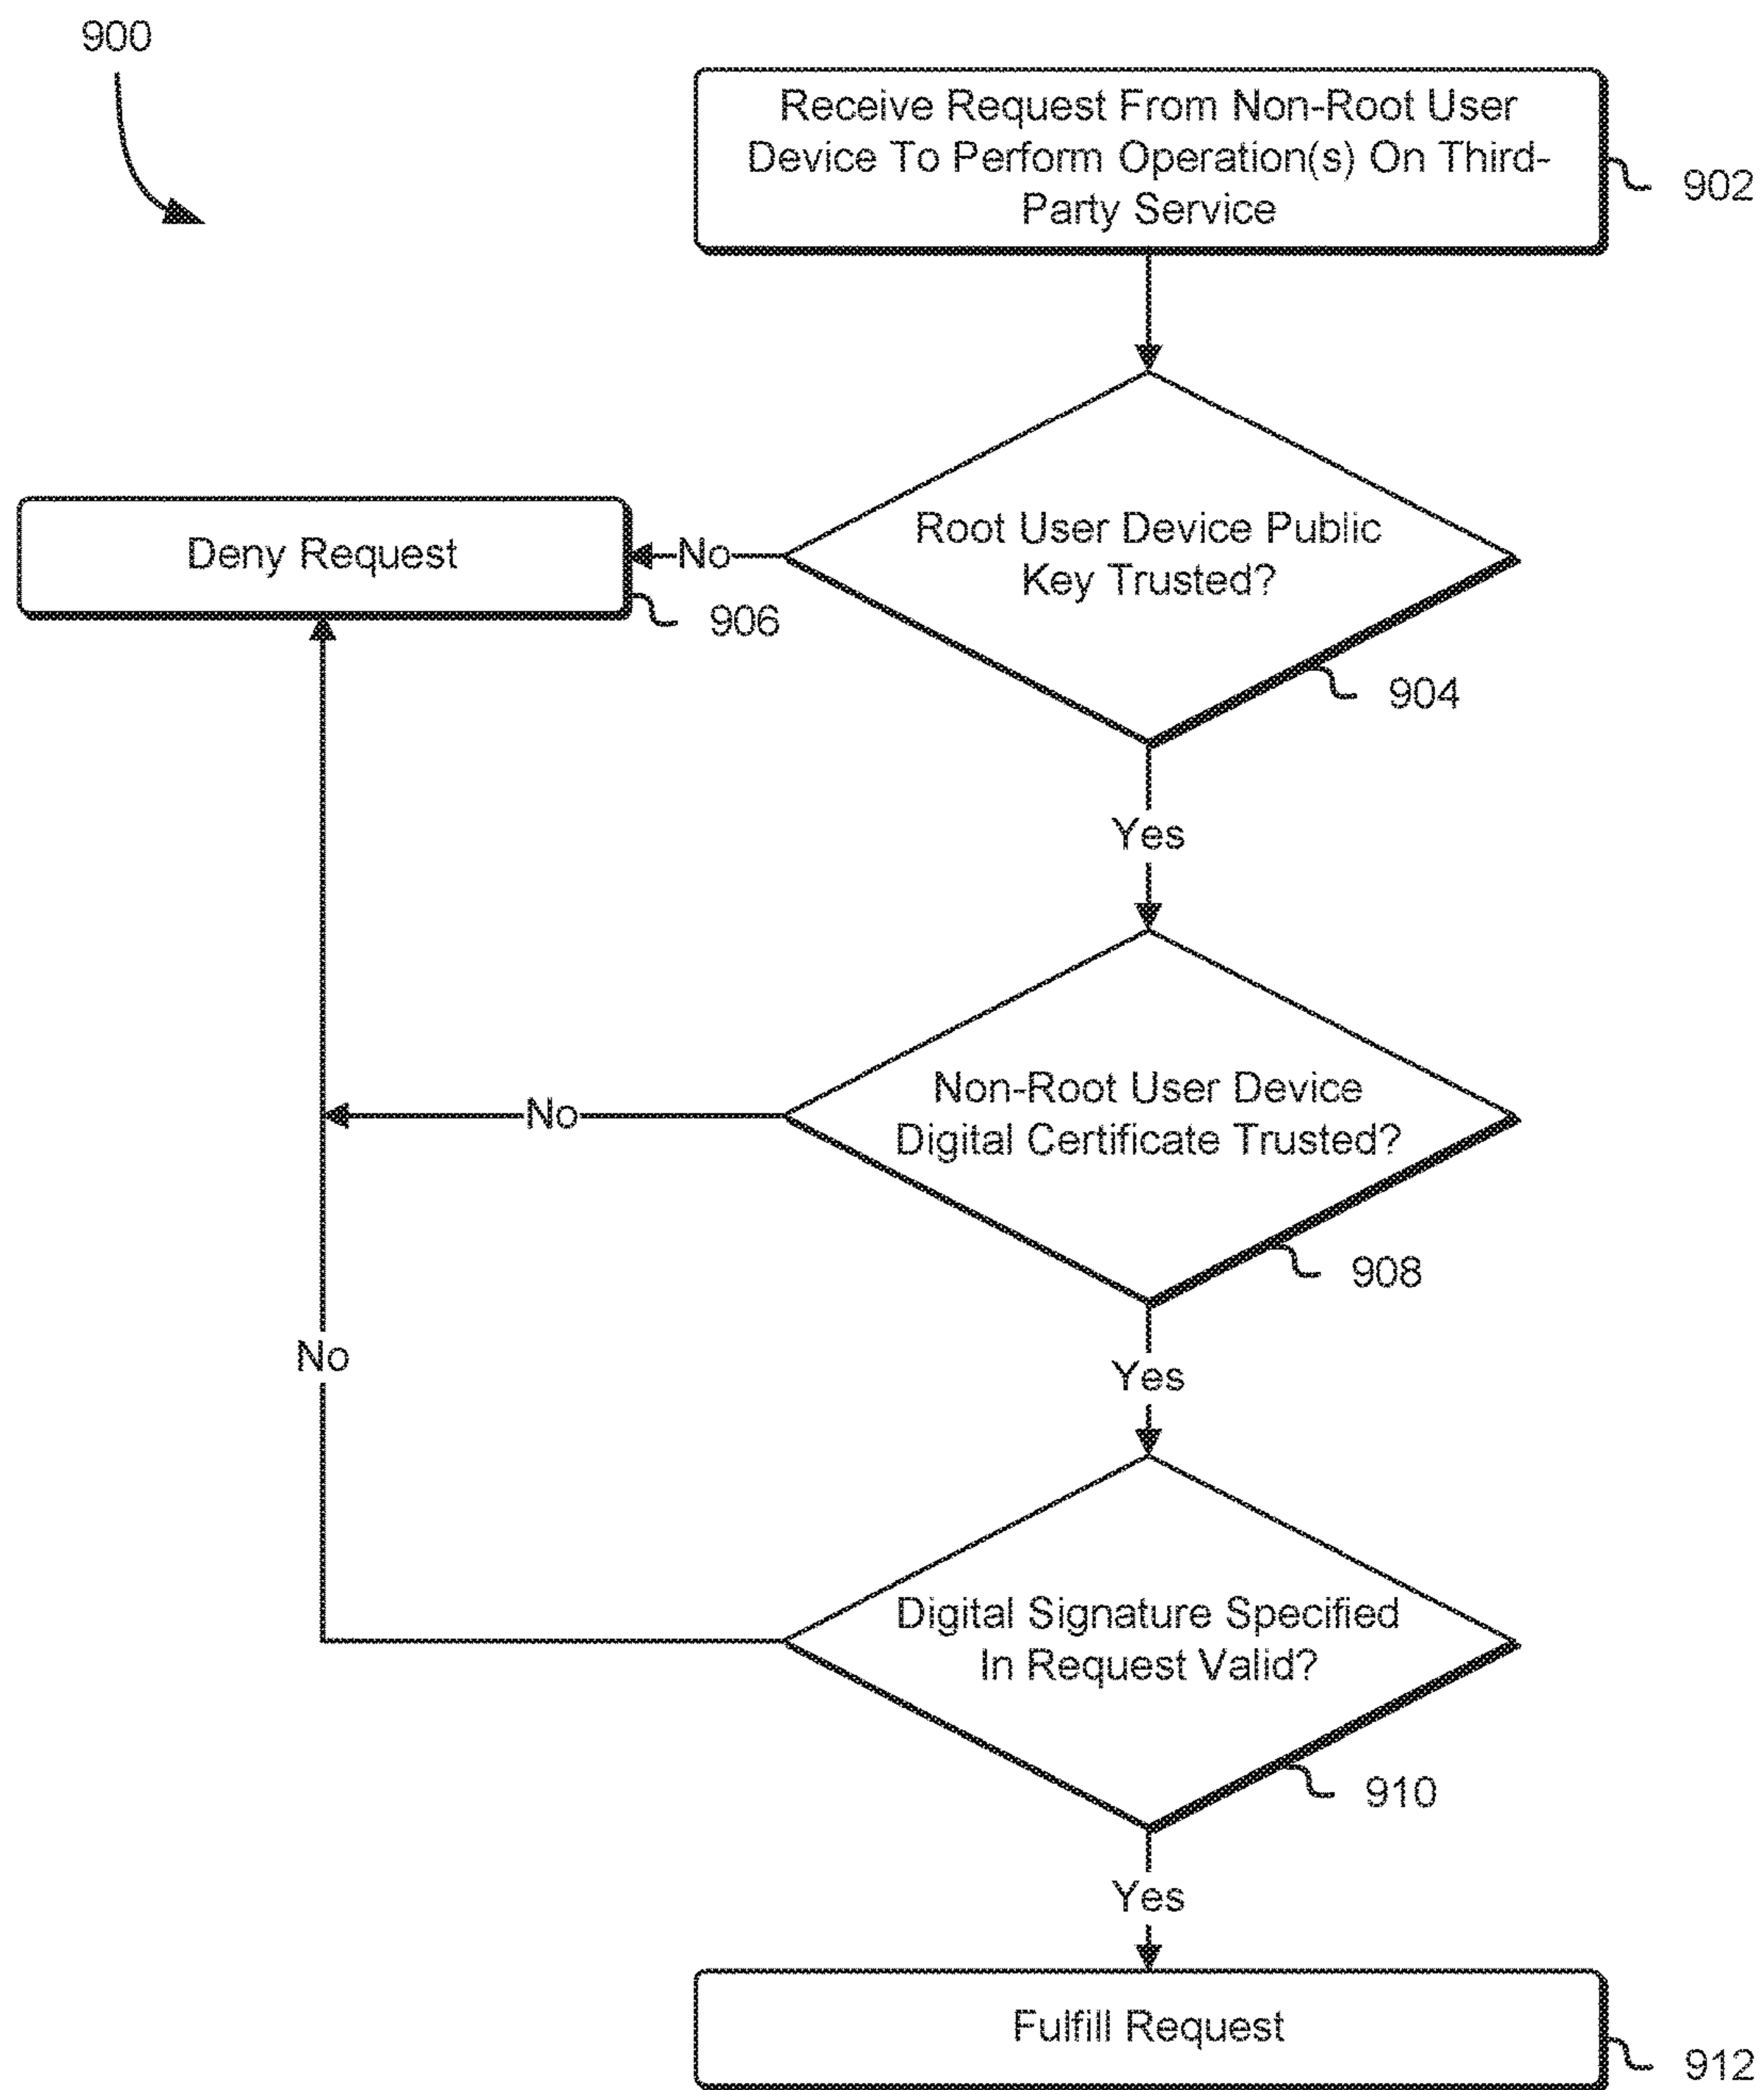 900
Receive Request From Non-Root User
Device To Perform Operation(s) On Third-
Party Service
902
Root User Device Public
Key Trusted?
Deny Request
No
906
904
Yes
Non-Root User Device
Digital Certificate Trusted?
No
908
No
Yes
Digital Signature Specified
In Request Valid?
910
Yes
Fulfill Request
912